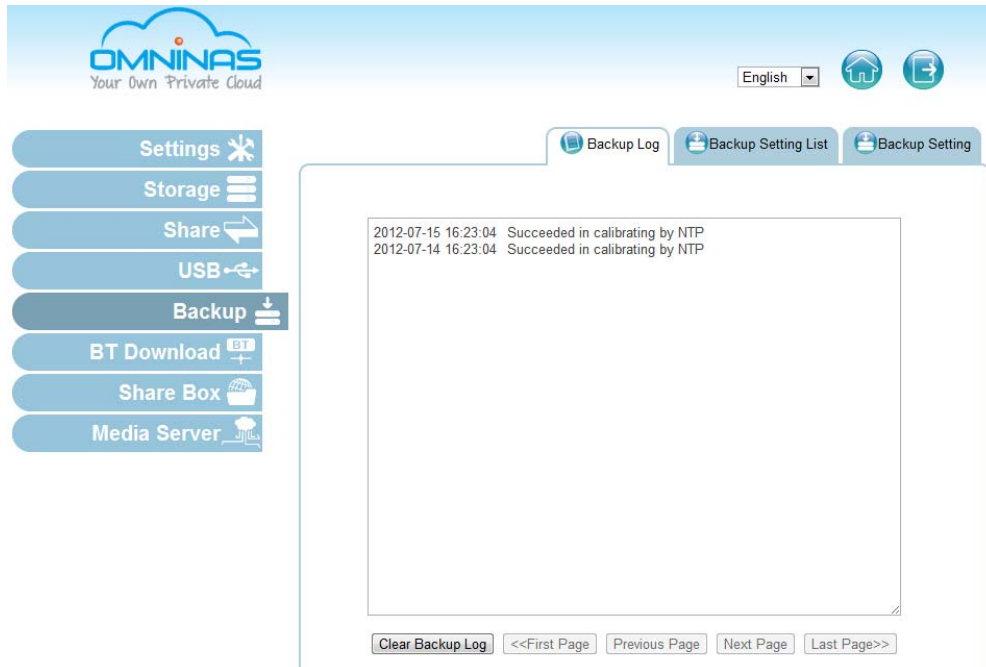 OMNINAS
Your Own Private Cloud
English
Settings
Storage
Share
USB
Backup
BT Download BT
Share Box
Media Server
Backup Log
Backup Setting List
Backup Setting
2012-07-15 16:23:04 Succeeded in calibrating by NTP
2012-07-14 16:23:04 Succeeded in calibrating by NTP
Clear Backup Log <<First Page Previous Page Next Page Last Page>>